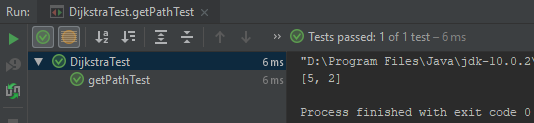 Run: DijkstraTest.getPathTest
Tests passed: 1 of 1 test – 6 ms
DijkstraTest 6 ms
getPathTest 6 ms
"D:\Program Files\Java\jdk-10.0.2\
[5, 2]
Process finished with exit code 0